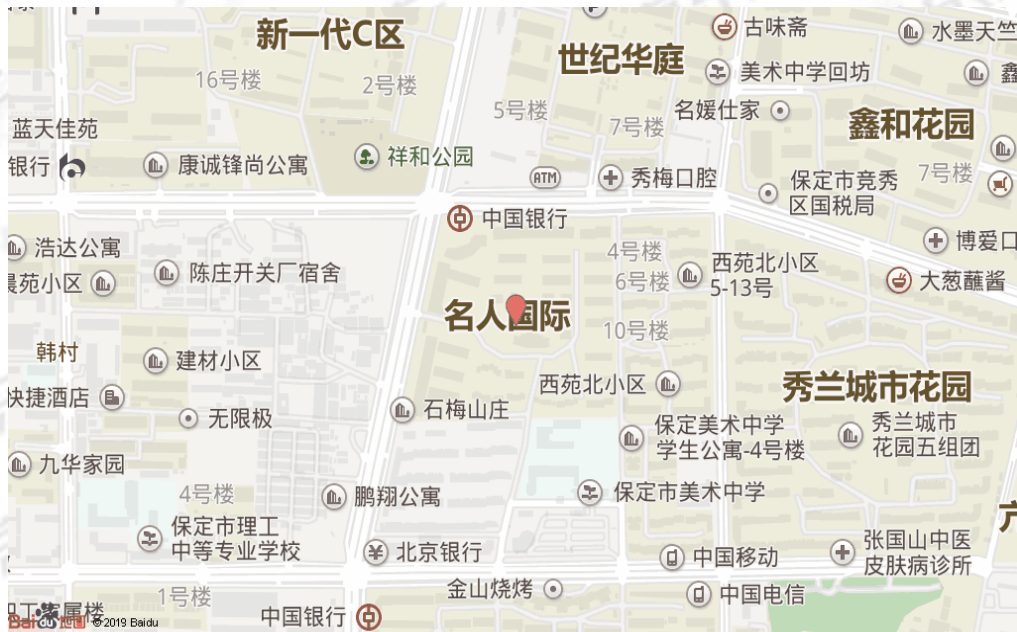 新一代C区
世纪华庭
古味斋
水墨天竺
16号楼
2号楼
美术中学回坊
鑫
5号楼
7号楼
名媛仕家
鑫和花园
蓝天佳苑
银行
康诚锋尚公寓
祥和公园
ATM
秀梅口腔
保定市竞秀
区国税局
7号楼
中国银行
浩达公寓
陈庄开关厂宿舍
晨苑小区
4号楼
6号楼
西苑北小区
5-13号
博爱口
大葱蘸酱
名人国际
10号楼
韩村
建材小区
西苑北小区
秀兰城市花园
快捷酒店
无限极
石梅山庄
保定美术中学
学生公寓-4号楼
秀兰城市
花园五组团
九华家园
4号楼
鹏翔公寓
保定市美术中学
保定市理工
中等专业学校
北京银行
中国移动
张国山中医
皮肤病诊所
1号楼
金山烧烤
中国电信
中国银行
属楼
Baidu地图
© 2019 Baidu